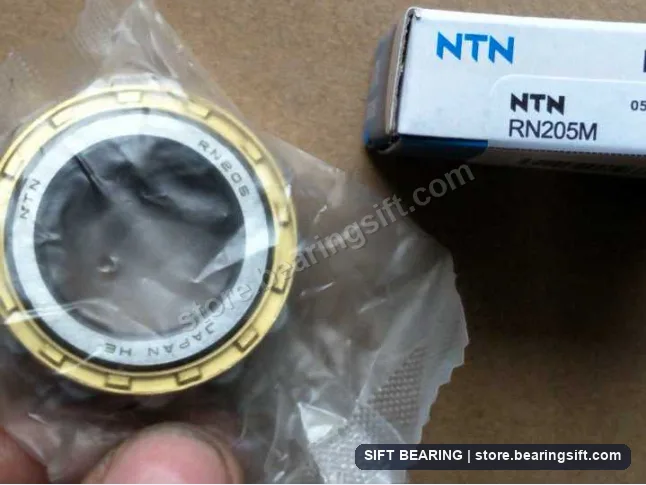 NTN
NTN 05
RN205M
NTN
RN205
JAPAN HE
store.bearingsift.com
SIFT BEARING | store.bearingsift.com